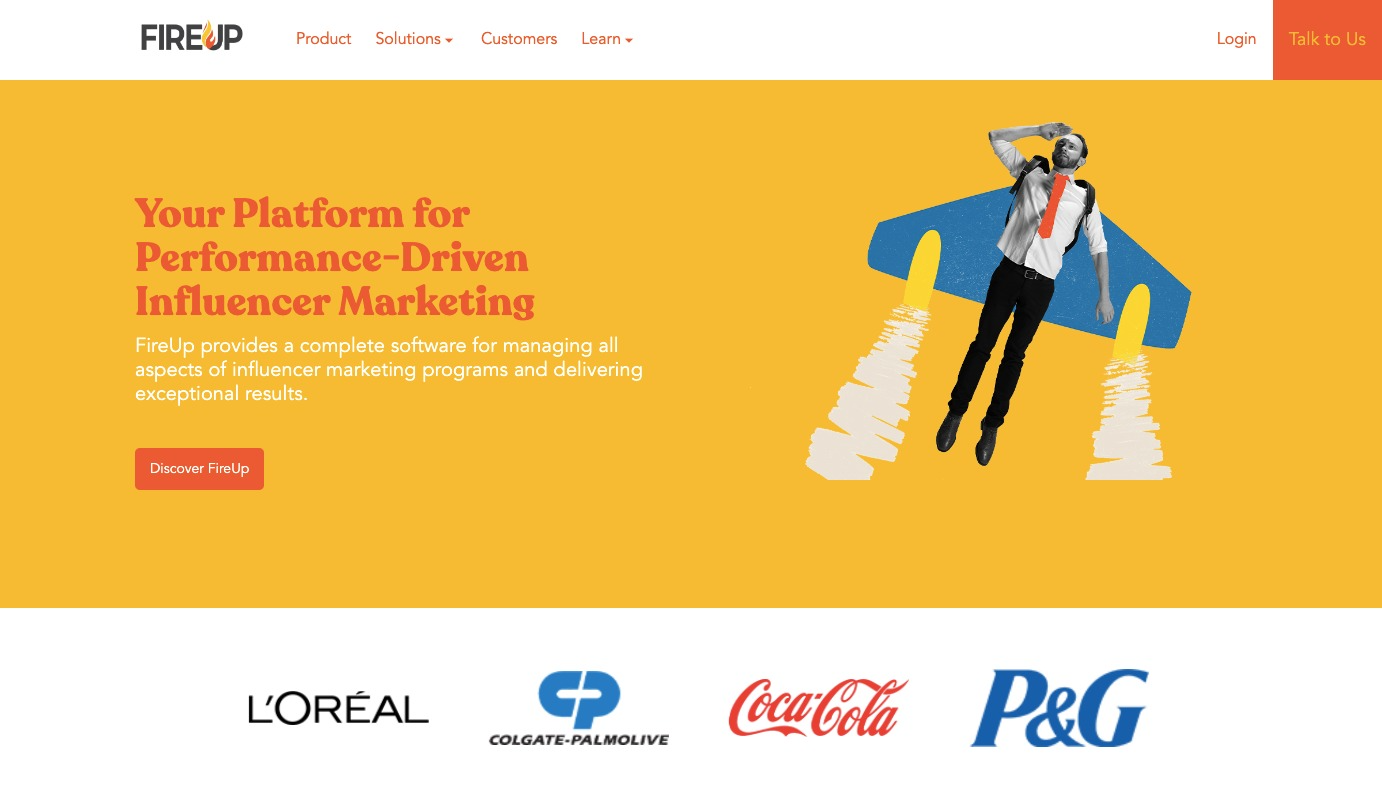 FIREUP
Product
Solutions
Customers
Learn
Login
Talk to Us
Your Platform for
Performance-Driven
Influencer Marketing
FireUp provides a complete software for managing all
aspects of influencer marketing programs and delivering
exceptional results.
Discover FireUp
L'ORÉAL
CP
COLGATE-PALMOLIVE
Coca-Cola
P&G